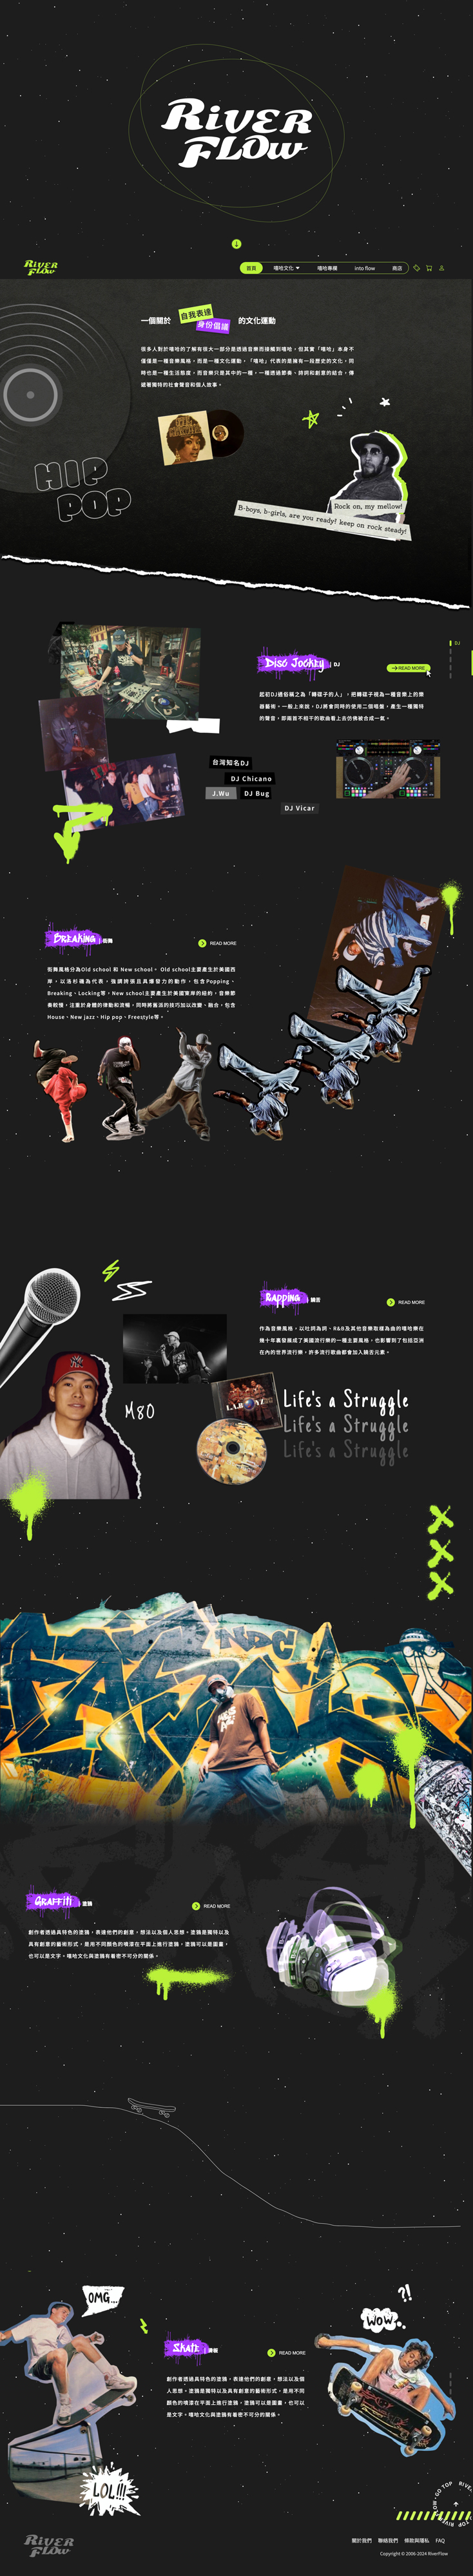 RIVER
FLOW
RIVER
FLOW
首頁 嘻哈文化 嘻哈專欄 into flow 商店
一個關於 自我表達 身份倡議 的文化運動
很多人對於嘻哈的了解有很大一部分是透過音樂而接觸到嘻哈，但其實「嘻哈」本身不
僅僅是一種音樂風格，而是一種文化運動。「嘻哈」代表的是擁有一段歷史的文化，同
時也是一種生活態度，而音樂只是其中的一種，一種透過節奏、詩詞和創意的結合，傳
遞著獨特的社會聲音和個人故事。
HIP
POP
Rock on, my mellow!
B-boys, b-girls, are you ready? keep on rock steady!
DJ
Disc Jockey DJ
READ MORE
起初DJ通俗稱之為「轉碟子的人」，把轉碟子視為一種音樂上的樂
器藝術，一般上來說，DJ將會同時的使用二個唱盤，產生一種獨特
的聲音，即兩首不相干的歌曲看上去仿佛被合成一氣。
台灣知名DJ
DJ Chicano
J.Wu DJ Bug
DJ Vicar
Breaking 街舞
READ MORE
街舞風格分為Old school 和 New school。 Old school主要產生於美國西
岸，以洛杉磯為代表，強調誇張且具爆發力的動作，包含Popping、
Breaking、Locking等，New school主要產生於美國東岸的紐約，音樂節
奏較慢，注重於身體的律動和流暢，同時將舊派的技巧加以改變、融合，包含
House、New jazz、Hip pop、Freestyle等。
Rapping 饒舌
READ MORE
作為音樂風格，以吐詞為詞、R&B及其他音樂取樣為曲的嘻哈樂在
幾十年裏發展成了美國流行樂的一種主要風格，也影響到了包括亞洲
在內的世界流行樂，許多流行歌曲都會加入饒舌元素。
M80
Life's a Struggle
Life's a Struggle
Life's a Struggle
Graffiti 塗鴉
READ MORE
創作者透過具特色的塗鴉，表達他們的創意，想法以及個人思想。塗鴉是獨特以及
具有創意的藝術形式，是用不同顏色的噴漆在平面上進行塗鴉，塗鴉可以是圖畫，
也可以是文字。嘻哈文化與塗鴉有著密不可分的關係。
OMG...
?!
WOW
Skate 滑板
READ MORE
創作者透過具特色的塗鴉，表達他們的創意，想法以及個
人思想。塗鴉是獨特以及具有創意的藝術形式，是用不同
顏色的噴漆在平面上進行塗鴉，塗鴉可以是圖畫，也可以
是文字。嘻哈文化與塗鴉有著密不可分的關係。
LOL!!!
RIVER
FLOW
關於我們 聯絡我們 條款與隱私 FAQ
Copyright © 2006-2024 RiverFlow